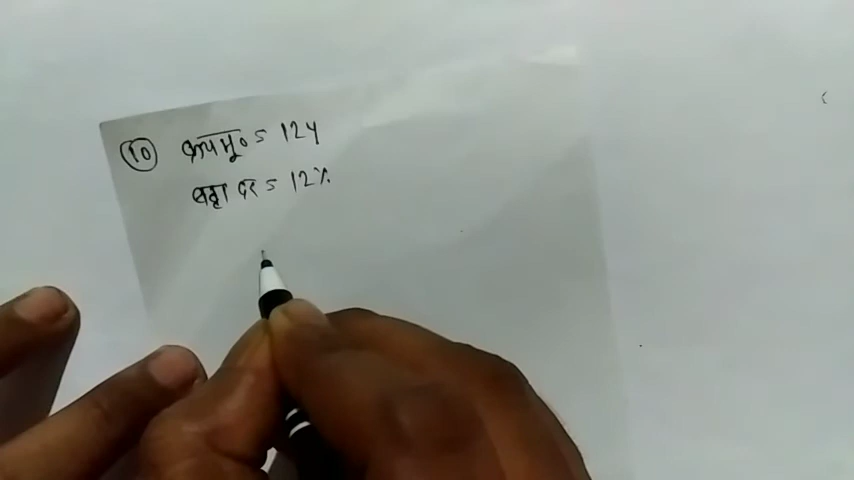 (10) क्रय मू० = 124
बट्टा दर = 12%